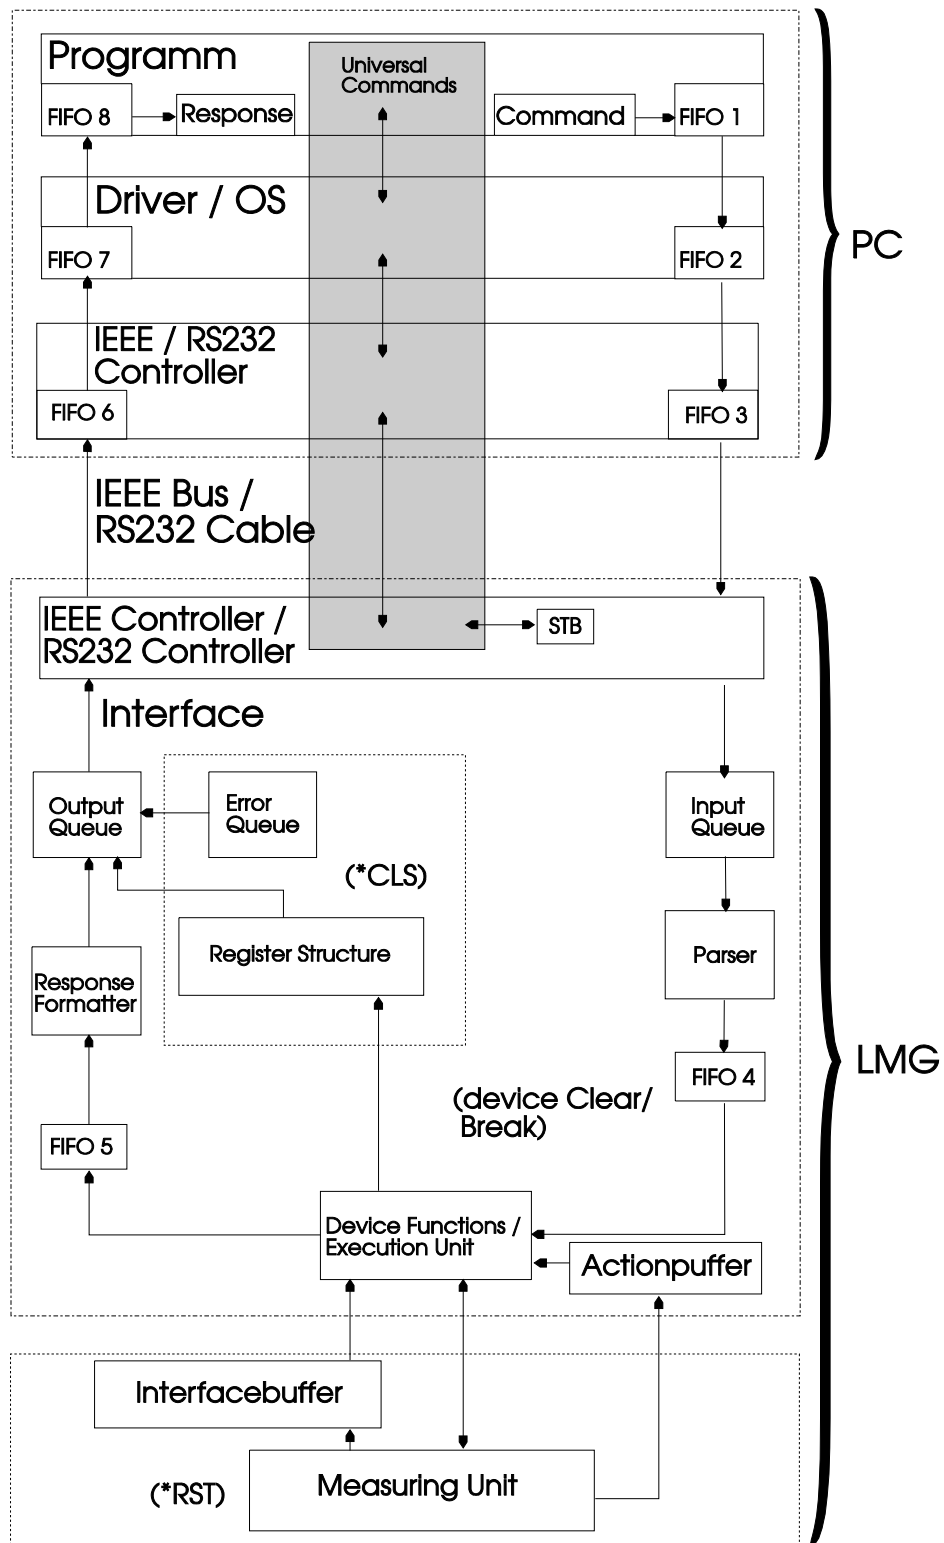 Programm
Universal
Commands
FIFO 8
Response
Command
FIFO 1
Driver / OS
FIFO 7
FIFO 2
PC
IEEE / RS232
Controller
FIFO 6
FIFO 3
IEEE Bus /
RS232 Cable
IEEE Controller /
RS232 Controller
STB
Interface
Output
Queue
Error
Queue
Input
Queue
(*CLS)
Register Structure
Parser
Response
Formatter
LMG
FIFO 4
(device Clear/
Break)
FIFO 5
Device Functions /
Execution Unit
Actionpuffer
Interfacebuffer
Measuring Unit
(*RST)